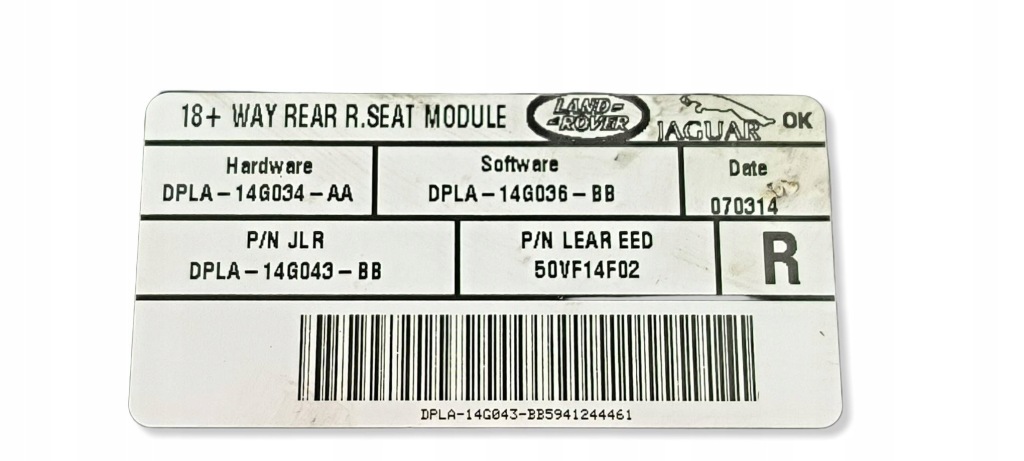 18+ WAY REAR R.SEAT MODULE LAND-
-ROVER JAGUAR OK
Hardware Software Date
DPLA-14G034-AA DPLA-14G036-BB 070314
P/N JLR P/N LEAR EED R
DPLA-14G043-BB 50VF14F02
DPLA-14G043-BB5941244461